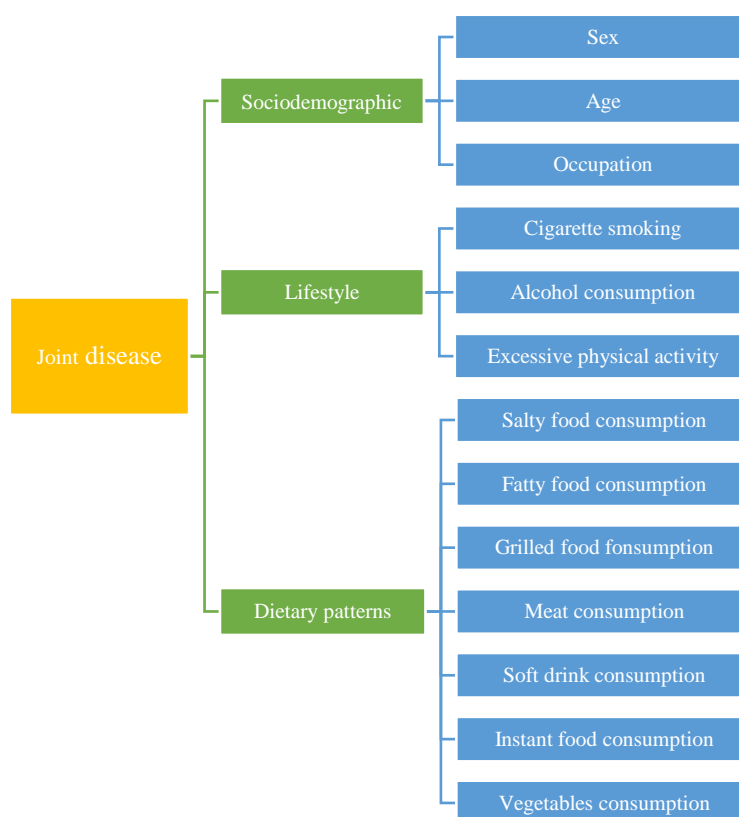 Sex
Sociodemographic
Age
Occupation
Cigarette smoking
Lifestyle
Alcohol consumption
Joint disease
Excessive physical activity
Salty food consumption
Fatty food consumption
Grilled food fonsumption
Dietary patterns
Meat consumption
Soft drink consumption
Instant food consumption
Vegetables consumption